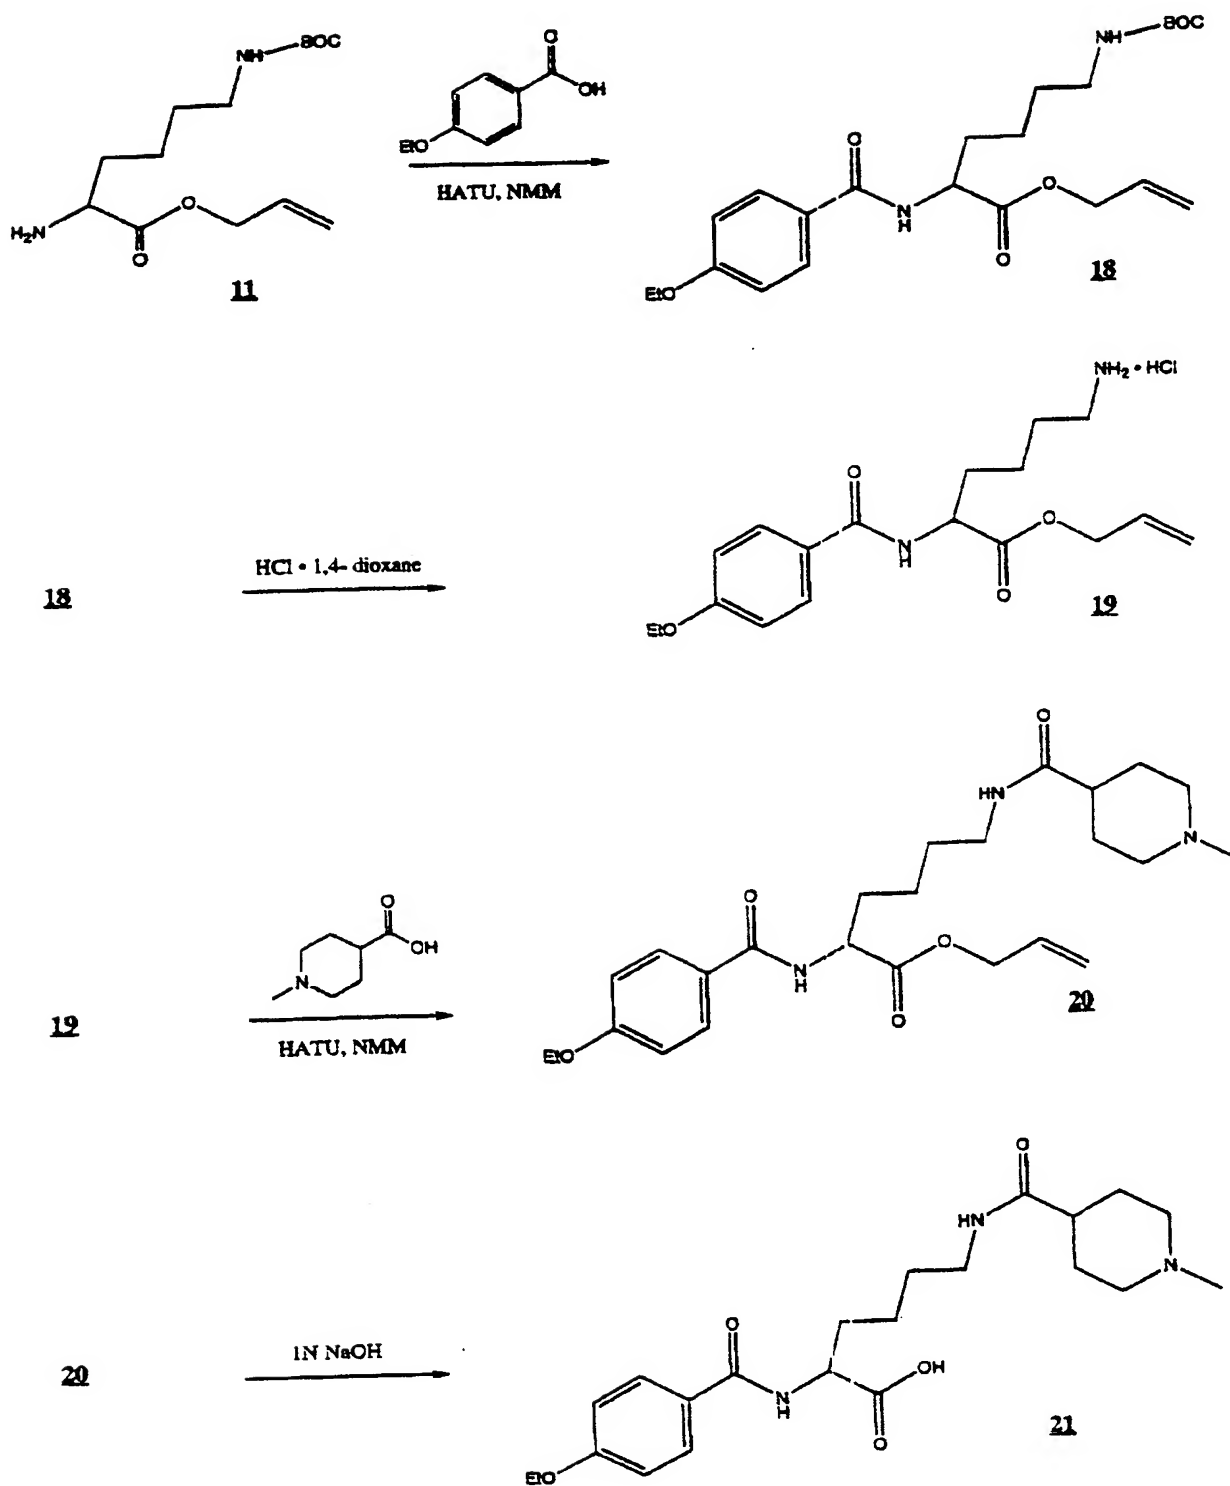 NH BOC
O
OH
EtO
HATU, NMM
H₂N
O
O
11
NH BOC
O
O
N
H
O
EtO
18
18
HCl • 1,4- dioxane
NH₂ • HCl
O
O
N
H
O
EtO
19
19
O
OH
N
HATU, NMM
O
HN
N
O
O
N
H
O
EtO
20
20
1N NaOH
O
HN
N
O
OH
N
H
O
EtO
21